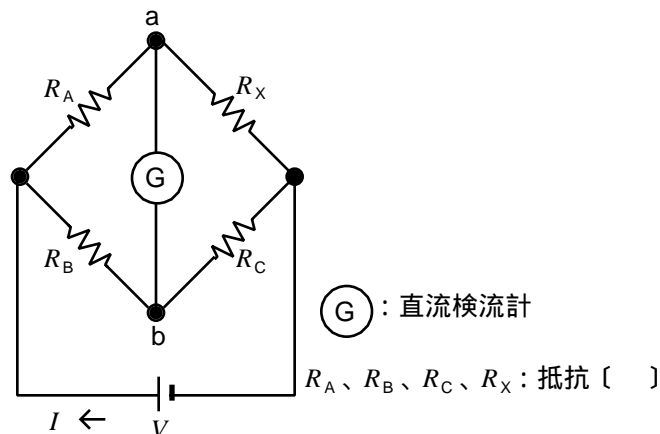 a
R_A R_X
G
R_B R_C
b
G：直流検流計
R_A、R_B、R_C、R_X：抵抗〔 〕
I ← V